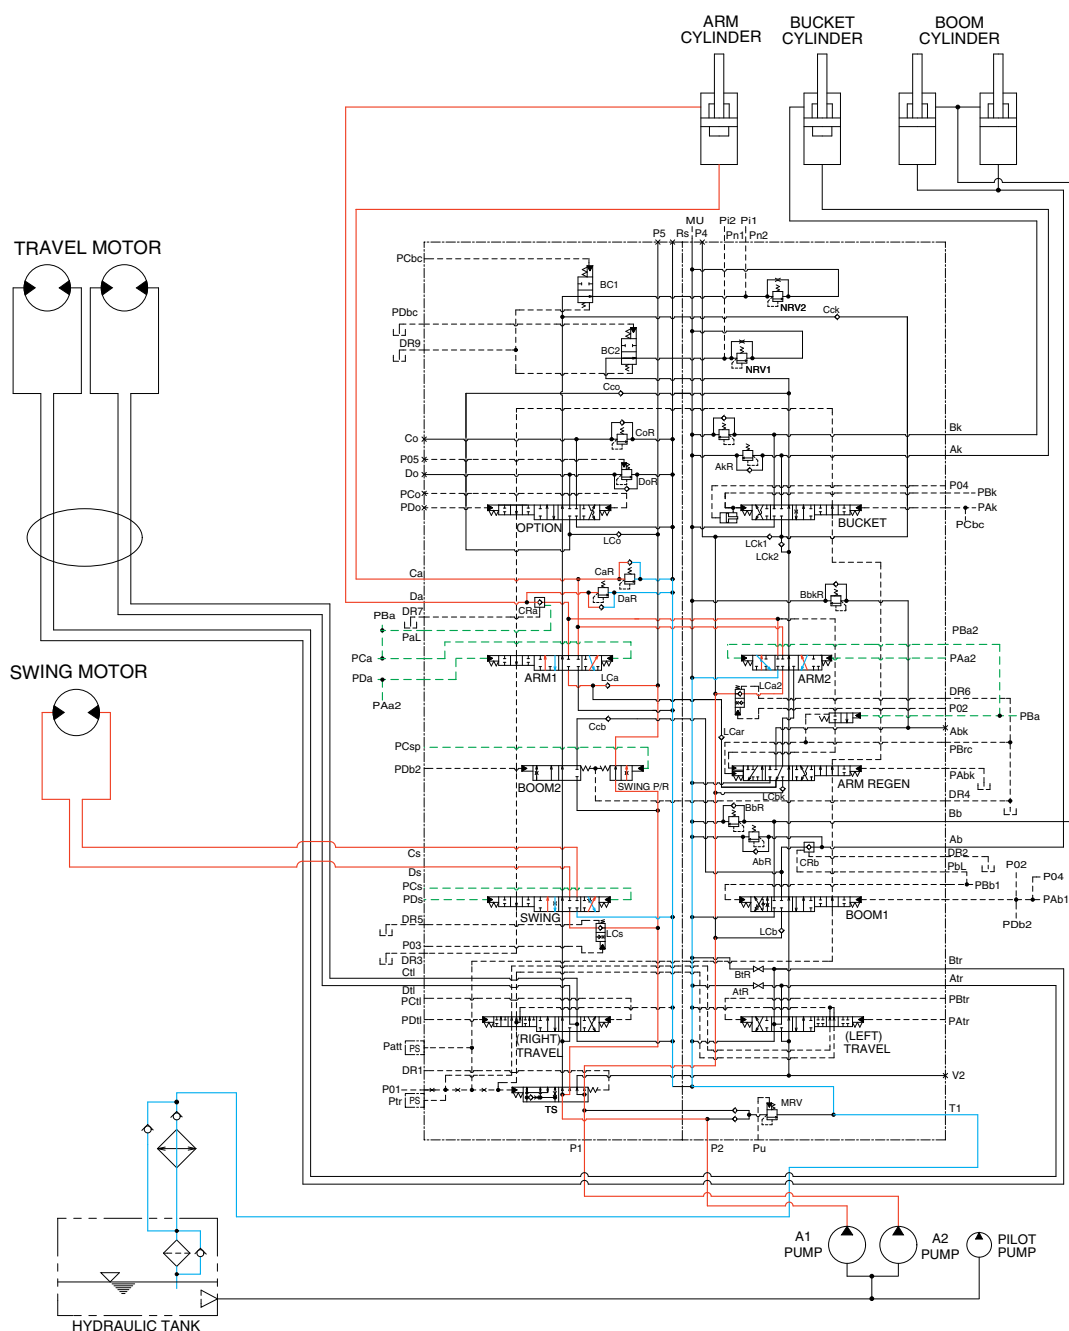 ARM
CYLINDER
BUCKET
CYLINDER
BOOM
CYLINDER
TRAVEL MOTOR
SWING MOTOR
P5
Rs
MU
P4
Pi2
Pi1
Pn1
Pn2
PCbc
BC1
NRV2
Cck
PDbc
DR9
BC2
NRV1
Cco
Co
CoR
Bk
Ak
AkR
P05
Do
DoR
P04
PBk
PCo
PDo
PAk
PCbc
OPTION
BUCKET
LCo
LCk1
LCk2
Ca
CaR
Da
DaR
CRa
DR7
BbkR
PBa
PaL
PBa2
PCa
PAa2
PDa
ARM1
ARM2
PAa2
LCa
LCa2
DR6
P02
PBa
Ccb
LCar
Abk
PCsp
PBrc
PDb2
PAbk
BOOM2
SWING P/R
ARM REGEN
LCbk
DR4
BbR
Bb
AbR
CRb
Ab
Cs
DR2
Ds
PbL
P02
PCs
PBb1
P04
PDs
PAb1
SWING
BOOM1
PDb2
DR5
LCs
LCb
P03
DR3
Ctl
BtR
Btr
Dtl
AtR
Atr
PCtl
PBtr
PDtl
PAtr
(RIGHT)
TRAVEL
(LEFT)
TRAVEL
Patt
PS
DR1
P01
V2
Ptr
PS
TS
MRV
T1
P1
P2
Pu
A1
PUMP
A2
PUMP
PILOT
PUMP
HYDRAULIC TANK